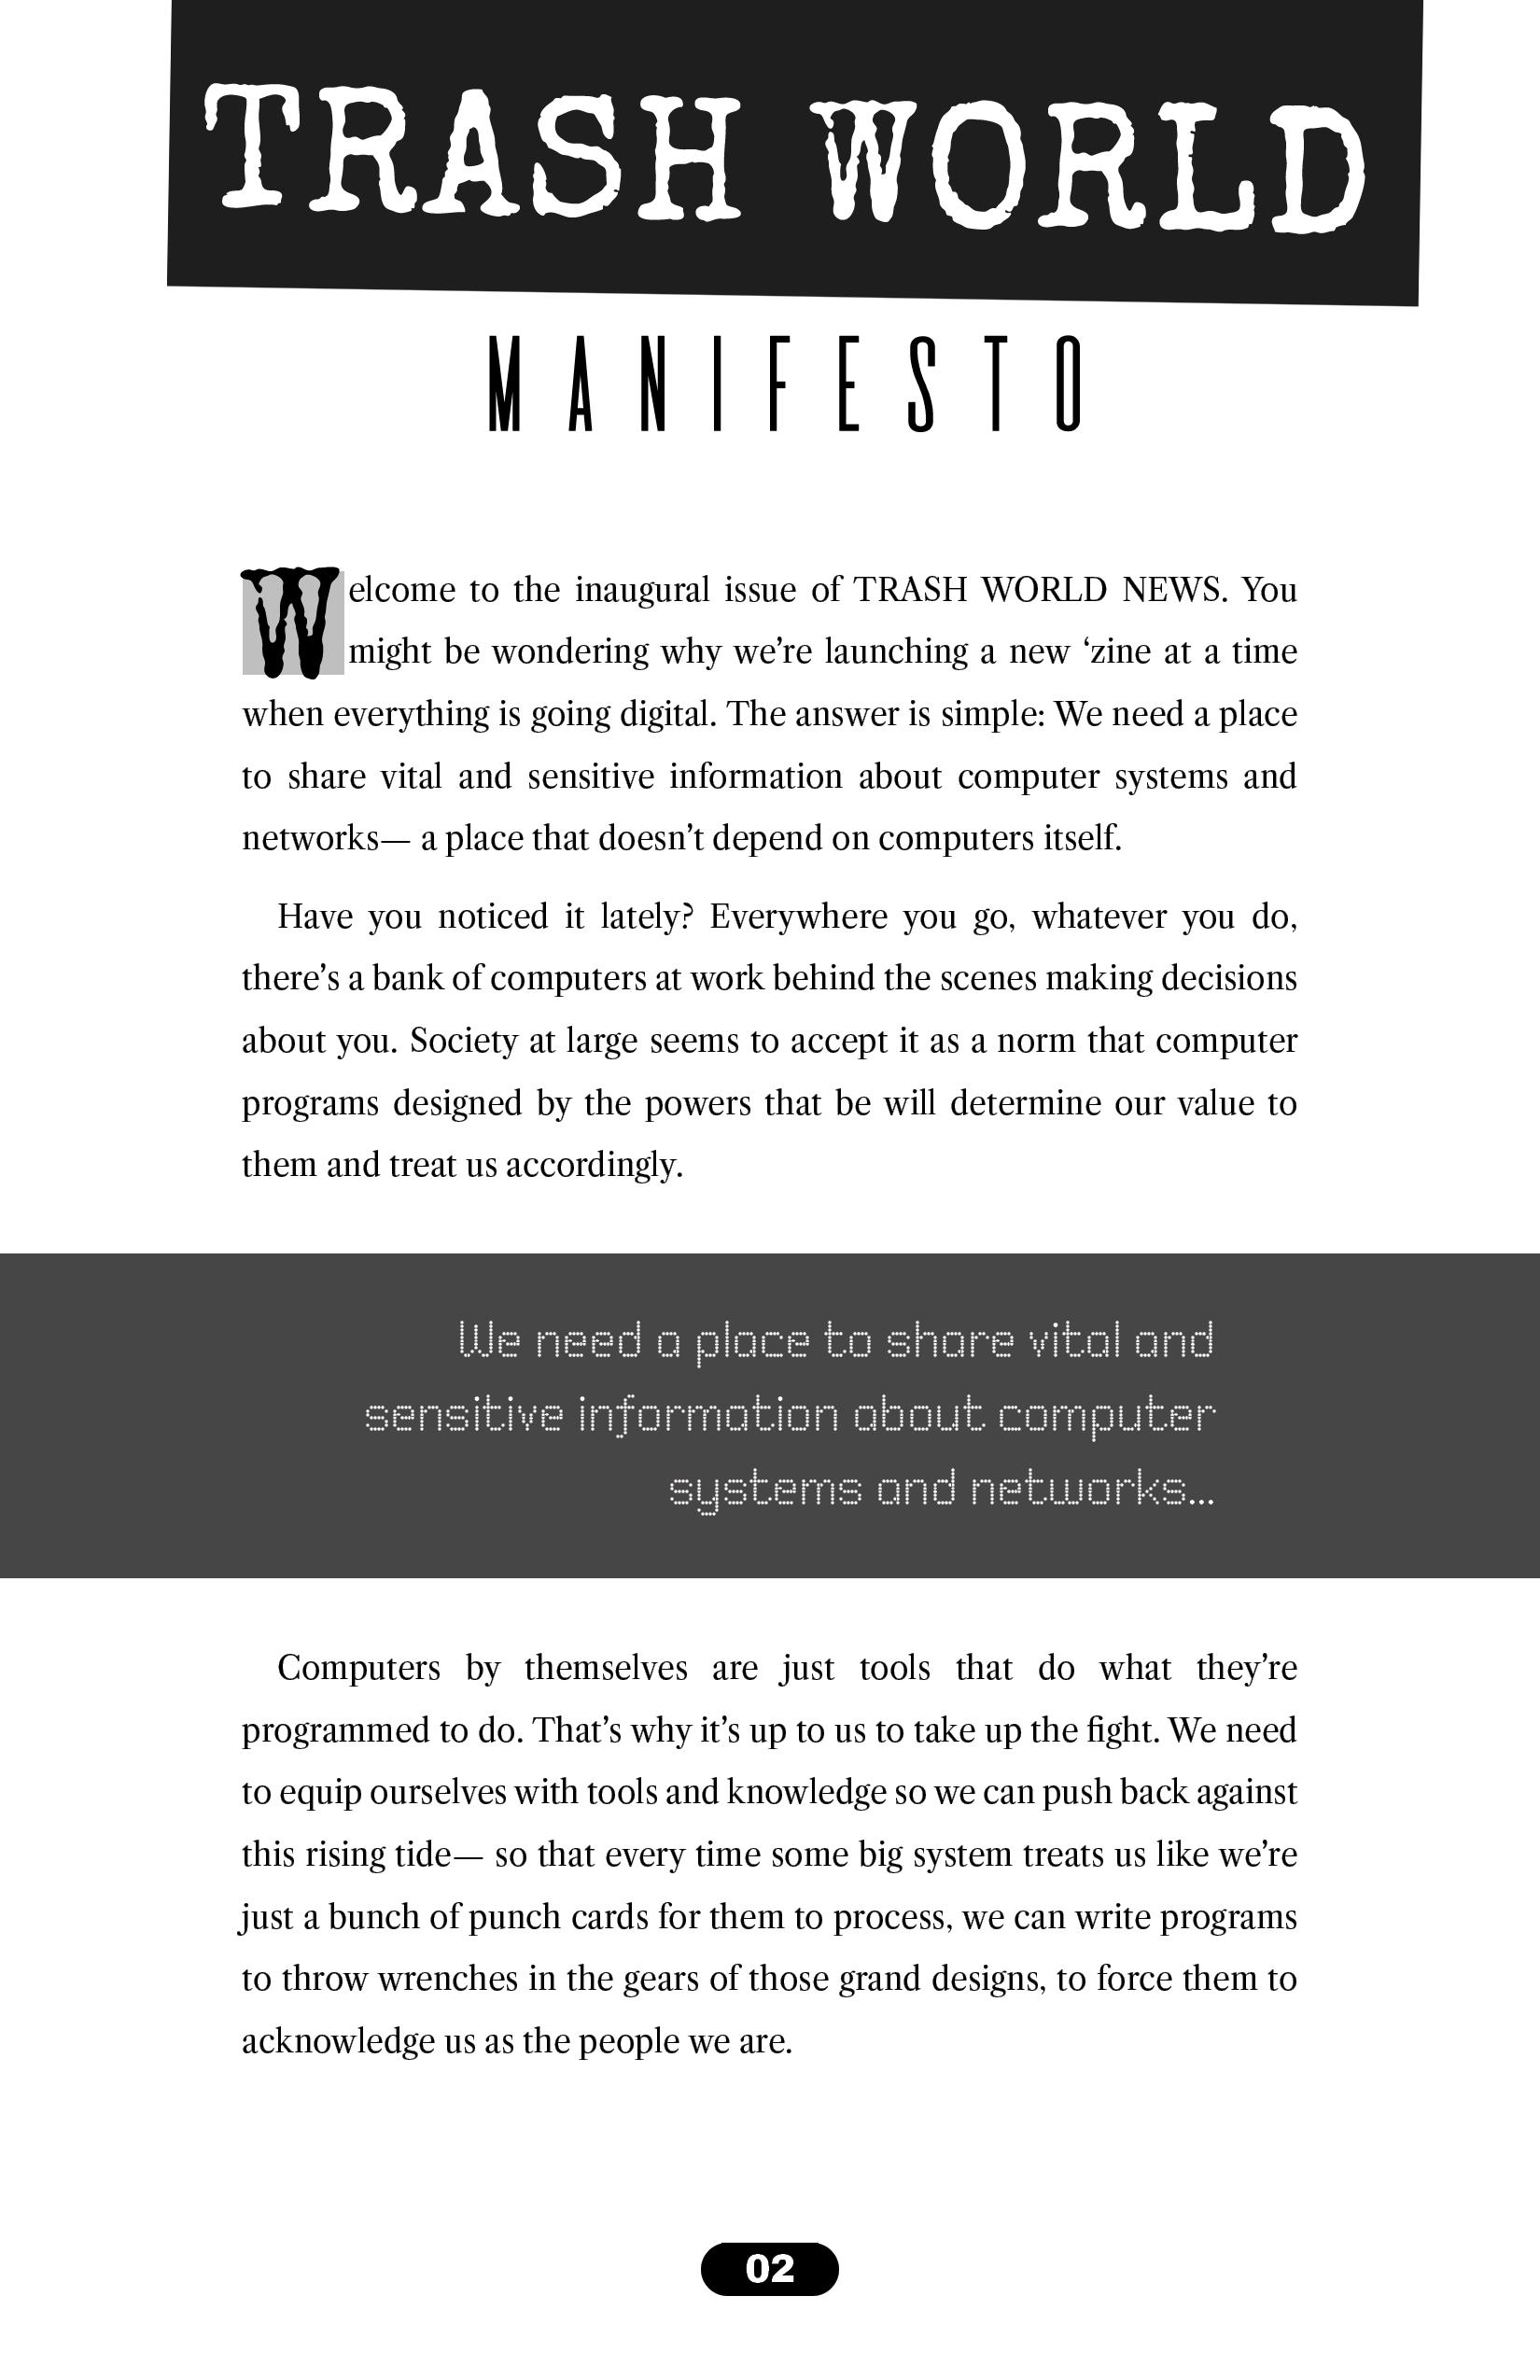 TRASH WORLD
MANIFESTO
Welcome to the inaugural issue of TRASH WORLD NEWS. You
might be wondering why we’re launching a new ‘zine at a time
when everything is going digital. The answer is simple: We need a place
to share vital and sensitive information about computer systems and
networks— a place that doesn’t depend on computers itself.
Have you noticed it lately? Everywhere you go, whatever you do,
there’s a bank of computers at work behind the scenes making decisions
about you. Society at large seems to accept it as a norm that computer
programs designed by the powers that be will determine our value to
them and treat us accordingly.
We need a place to share vital and
sensitive information about computer
systems and networks...
Computers by themselves are just tools that do what they’re
programmed to do. That’s why it’s up to us to take up the fight. We need
to equip ourselves with tools and knowledge so we can push back against
this rising tide— so that every time some big system treats us like we’re
just a bunch of punch cards for them to process, we can write programs
to throw wrenches in the gears of those grand designs, to force them to
acknowledge us as the people we are.
02